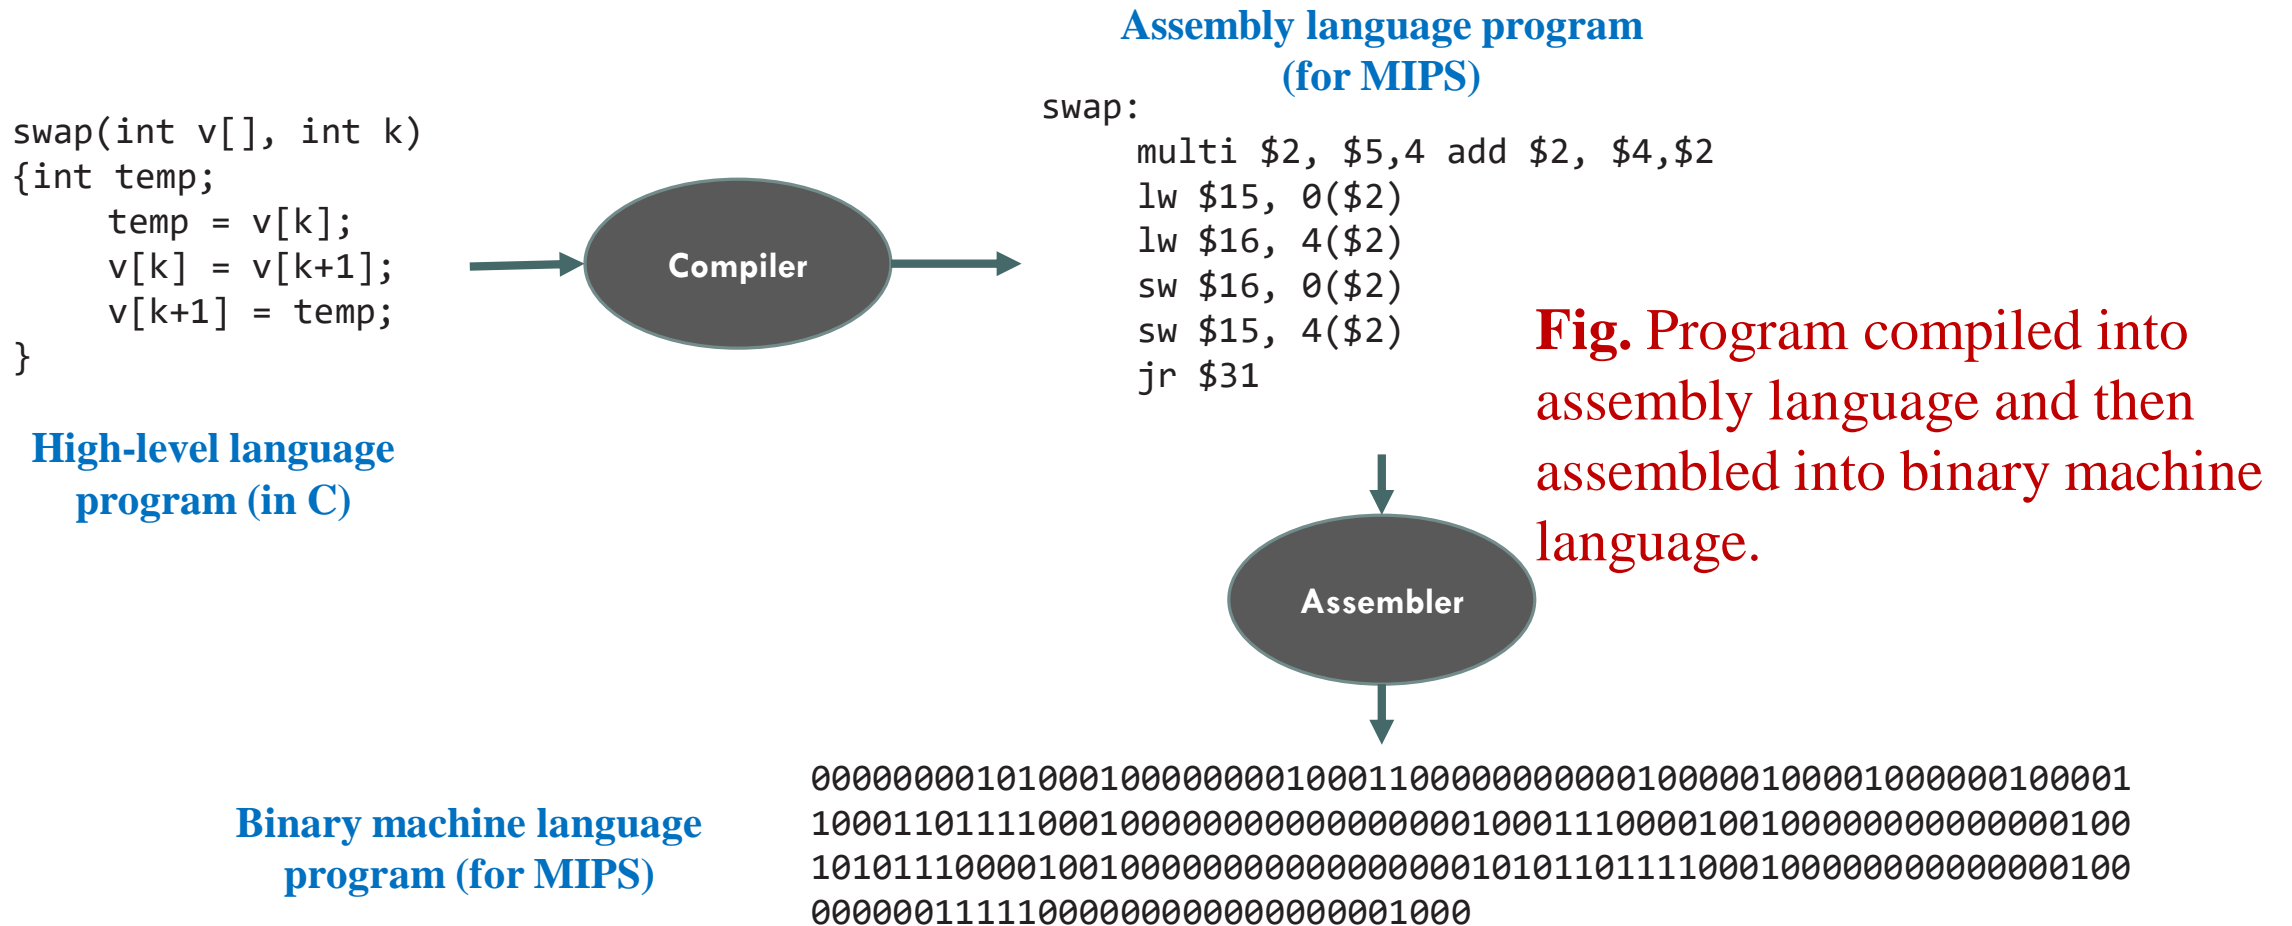 Assembly language program
(for MIPS)
swap(int v[], int k)
{int temp;
temp = v[k];
v[k] = v[k+1];
v[k+1] = temp;
}
High-level language
program (in C)
Compiler
swap:
multi $2, $5,4 add $2, $4,$2
lw $15, 0($2)
lw $16, 4($2)
sw $16, 0($2)
sw $15, 4($2)
jr $31
Fig. Program compiled into
assembly language and then
assembled into binary machine
language.
Assembler
Binary machine language
program (for MIPS)
0000000010100010000000010001100000000000100000100001000000100001
1000110111100010000000000000000010001110000100100000000000000100
1010111000010010000000000000000010101101111000100000000000000100
00000011111000000000000000001000